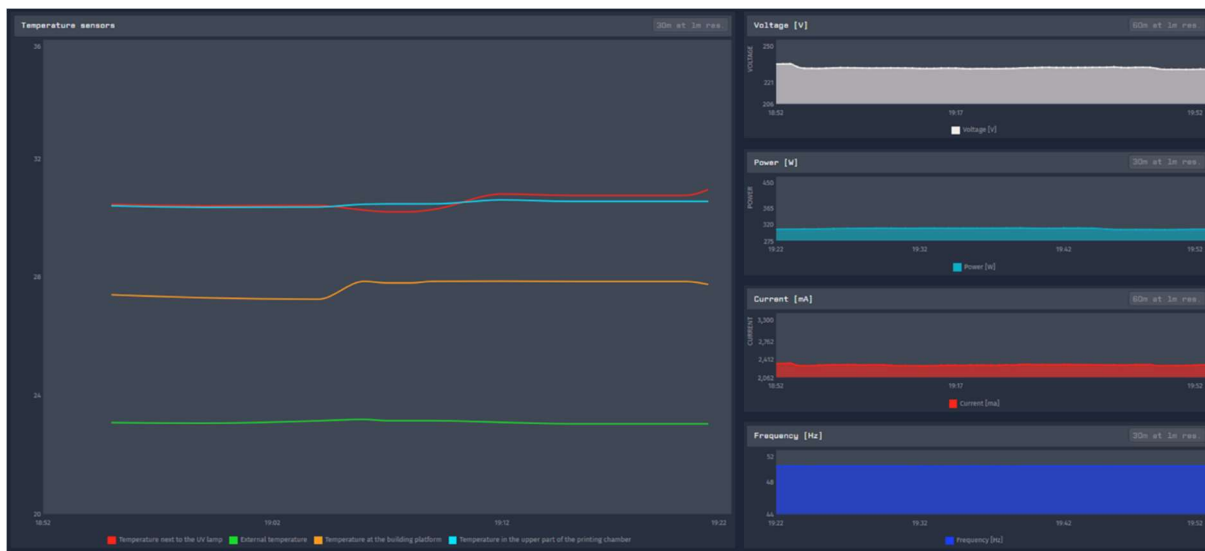 Temperature sensors
30m at 1m res.
36
32
28
24
20
18:52
19:02
19:12
19:22
Temperature next to the UV lamp
External temperature
Temperature at the building platform
Temperature in the upper part of the printing chamber
Voltage [V]
60m at 1m res.
VOLTAGE
250
221
206
18:52
19:17
19:52
Voltage [V]
Power [W]
30m at 1m res.
POWER
450
365
320
275
19:22
19:32
19:42
19:52
Power [W]
Current [mA]
60m at 1m res.
CURRENT
3,300
2,762
2,412
2,062
18:52
19:17
19:52
Current [ma]
Frequency [Hz]
30m at 1m res.
52
48
44
19:22
19:32
19:42
19:52
Frequency [Hz]